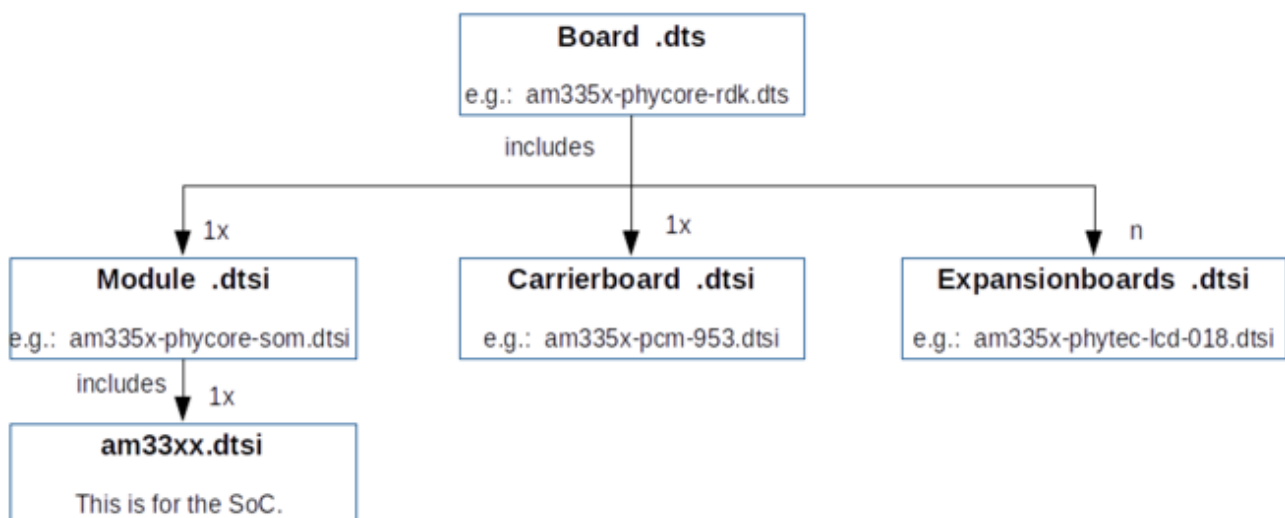 Board .dts
e.g.: am335x-phycore-rdk.dts
includes
1x
1x
n
Module .dtsi
e.g.: am335x-phycore-som.dtsi
Carrierboard .dtsi
e.g.: am335x-pcm-953.dtsi
Expansionboards .dtsi
e.g.: am335x-phytec-lcd-018.dtsi
includes
1x
am33xx.dtsi
This is for the SoC.